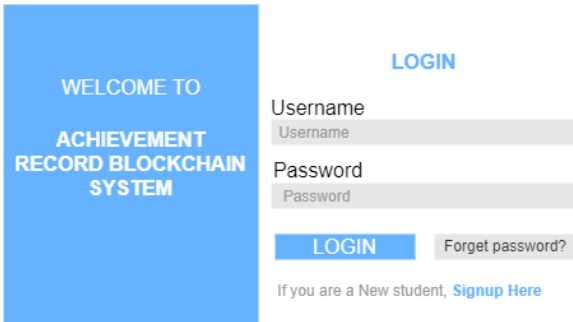 WELCOME TO
ACHIEVEMENT
RECORD BLOCKCHAIN
SYSTEM
LOGIN
Username
Username
Password
Password
LOGIN
Forget password?
If you are a New student, Signup Here